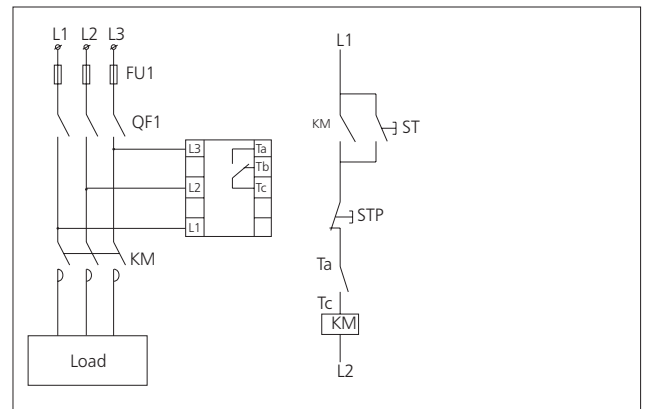 L1 L2 L3
FU1
QF1
L3 Ta
Tb
L2 Tc
L1
KM
Load
L1
KM ST
STP
Ta
Tc
KM
L2